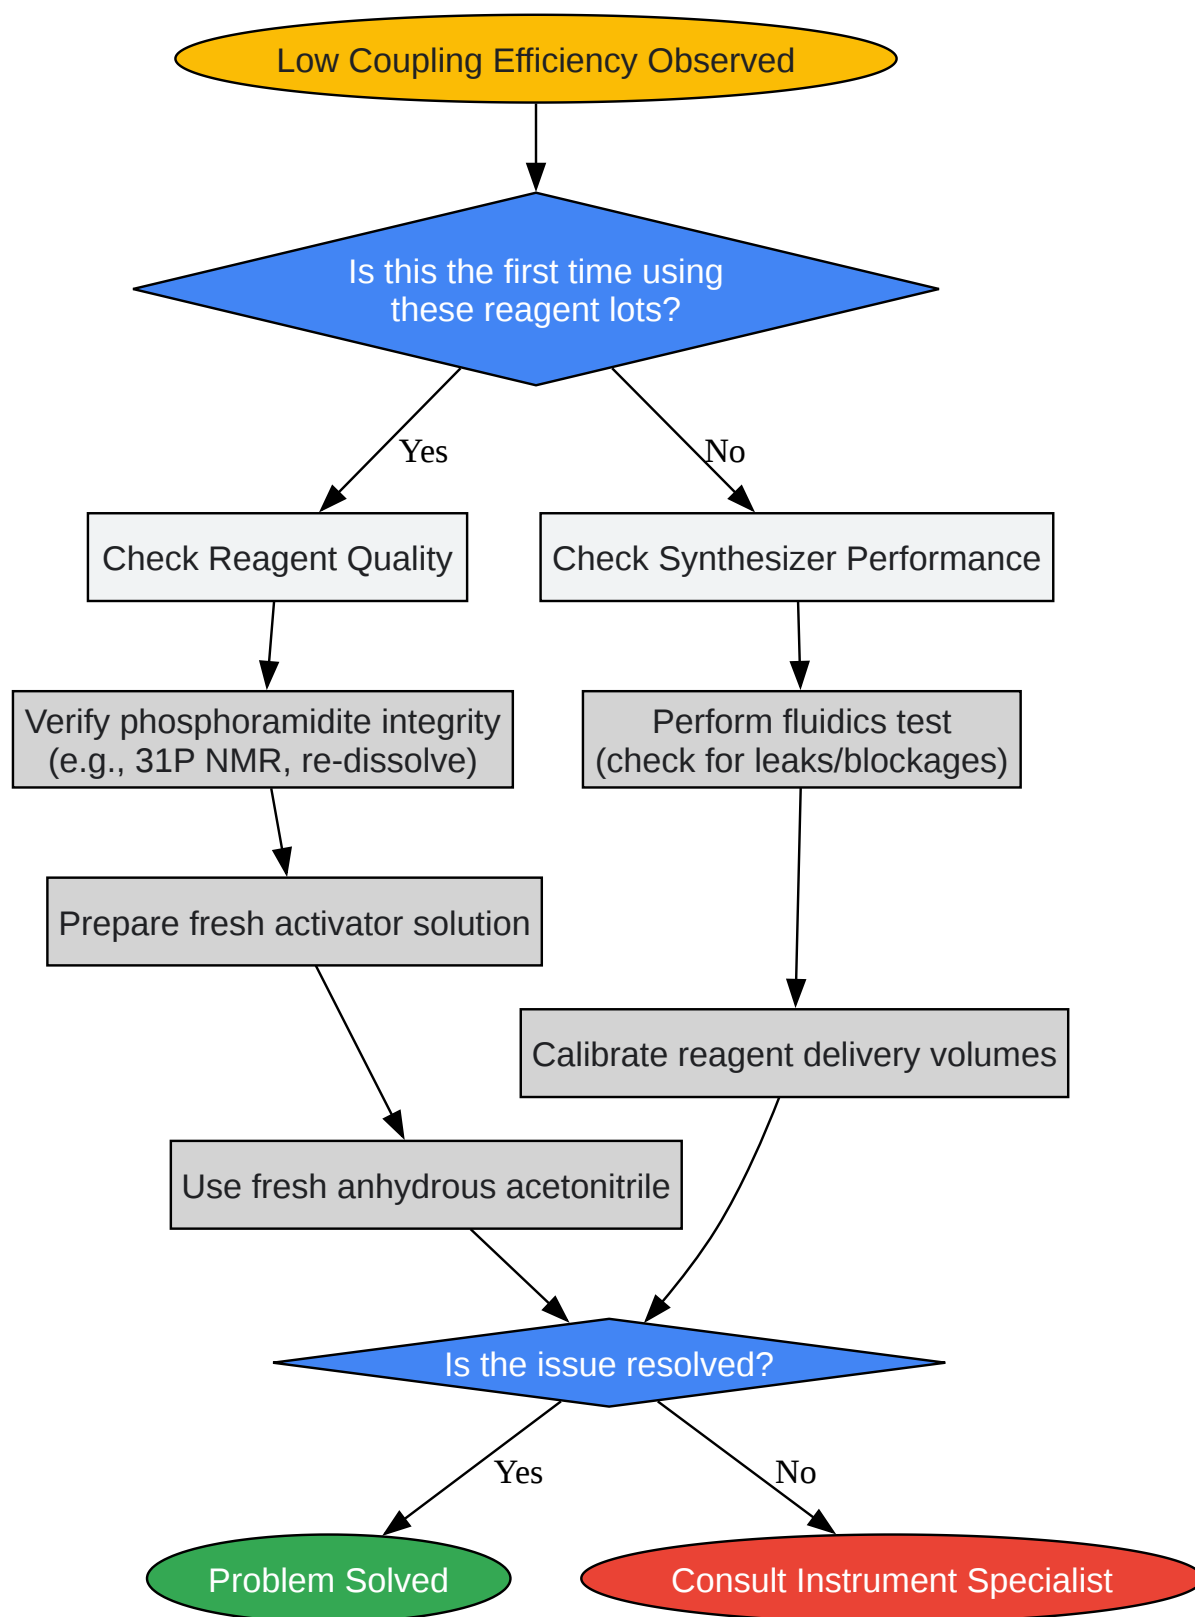 Low Coupling Efficiency Observed
Is this the first time using
these reagent lots?
Yes
No
Check Reagent Quality
Check Synthesizer Performance
Verify phosphoramidite integrity
(e.g., 31P NMR, re-dissolve)
Perform fluidics test
(check for leaks/blockages)
Prepare fresh activator solution
Calibrate reagent delivery volumes
Use fresh anhydrous acetonitrile
Is the issue resolved?
Yes
No
Problem Solved
Consult Instrument Specialist